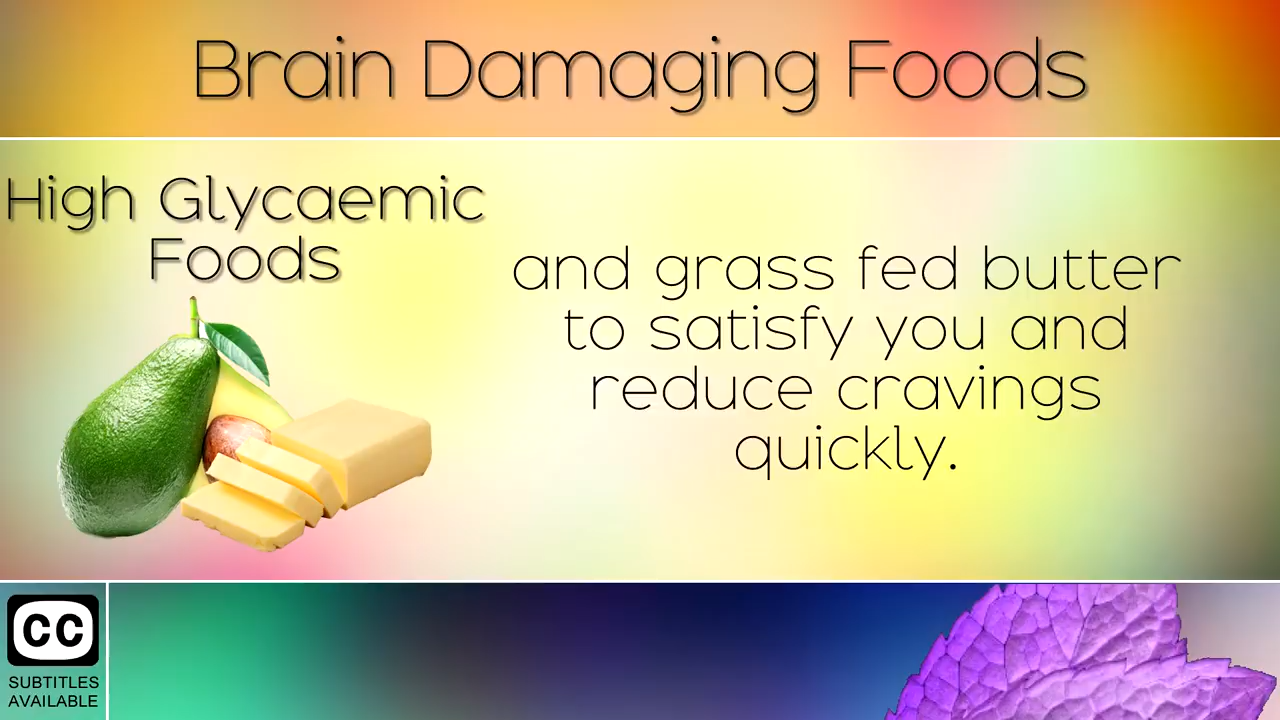 Brain Damaging Foods
High Glycaemic
Foods
and grass fed butter
to satisfy you and
reduce cravings
quickly.
CC
SUBTITLES
AVAILABLE